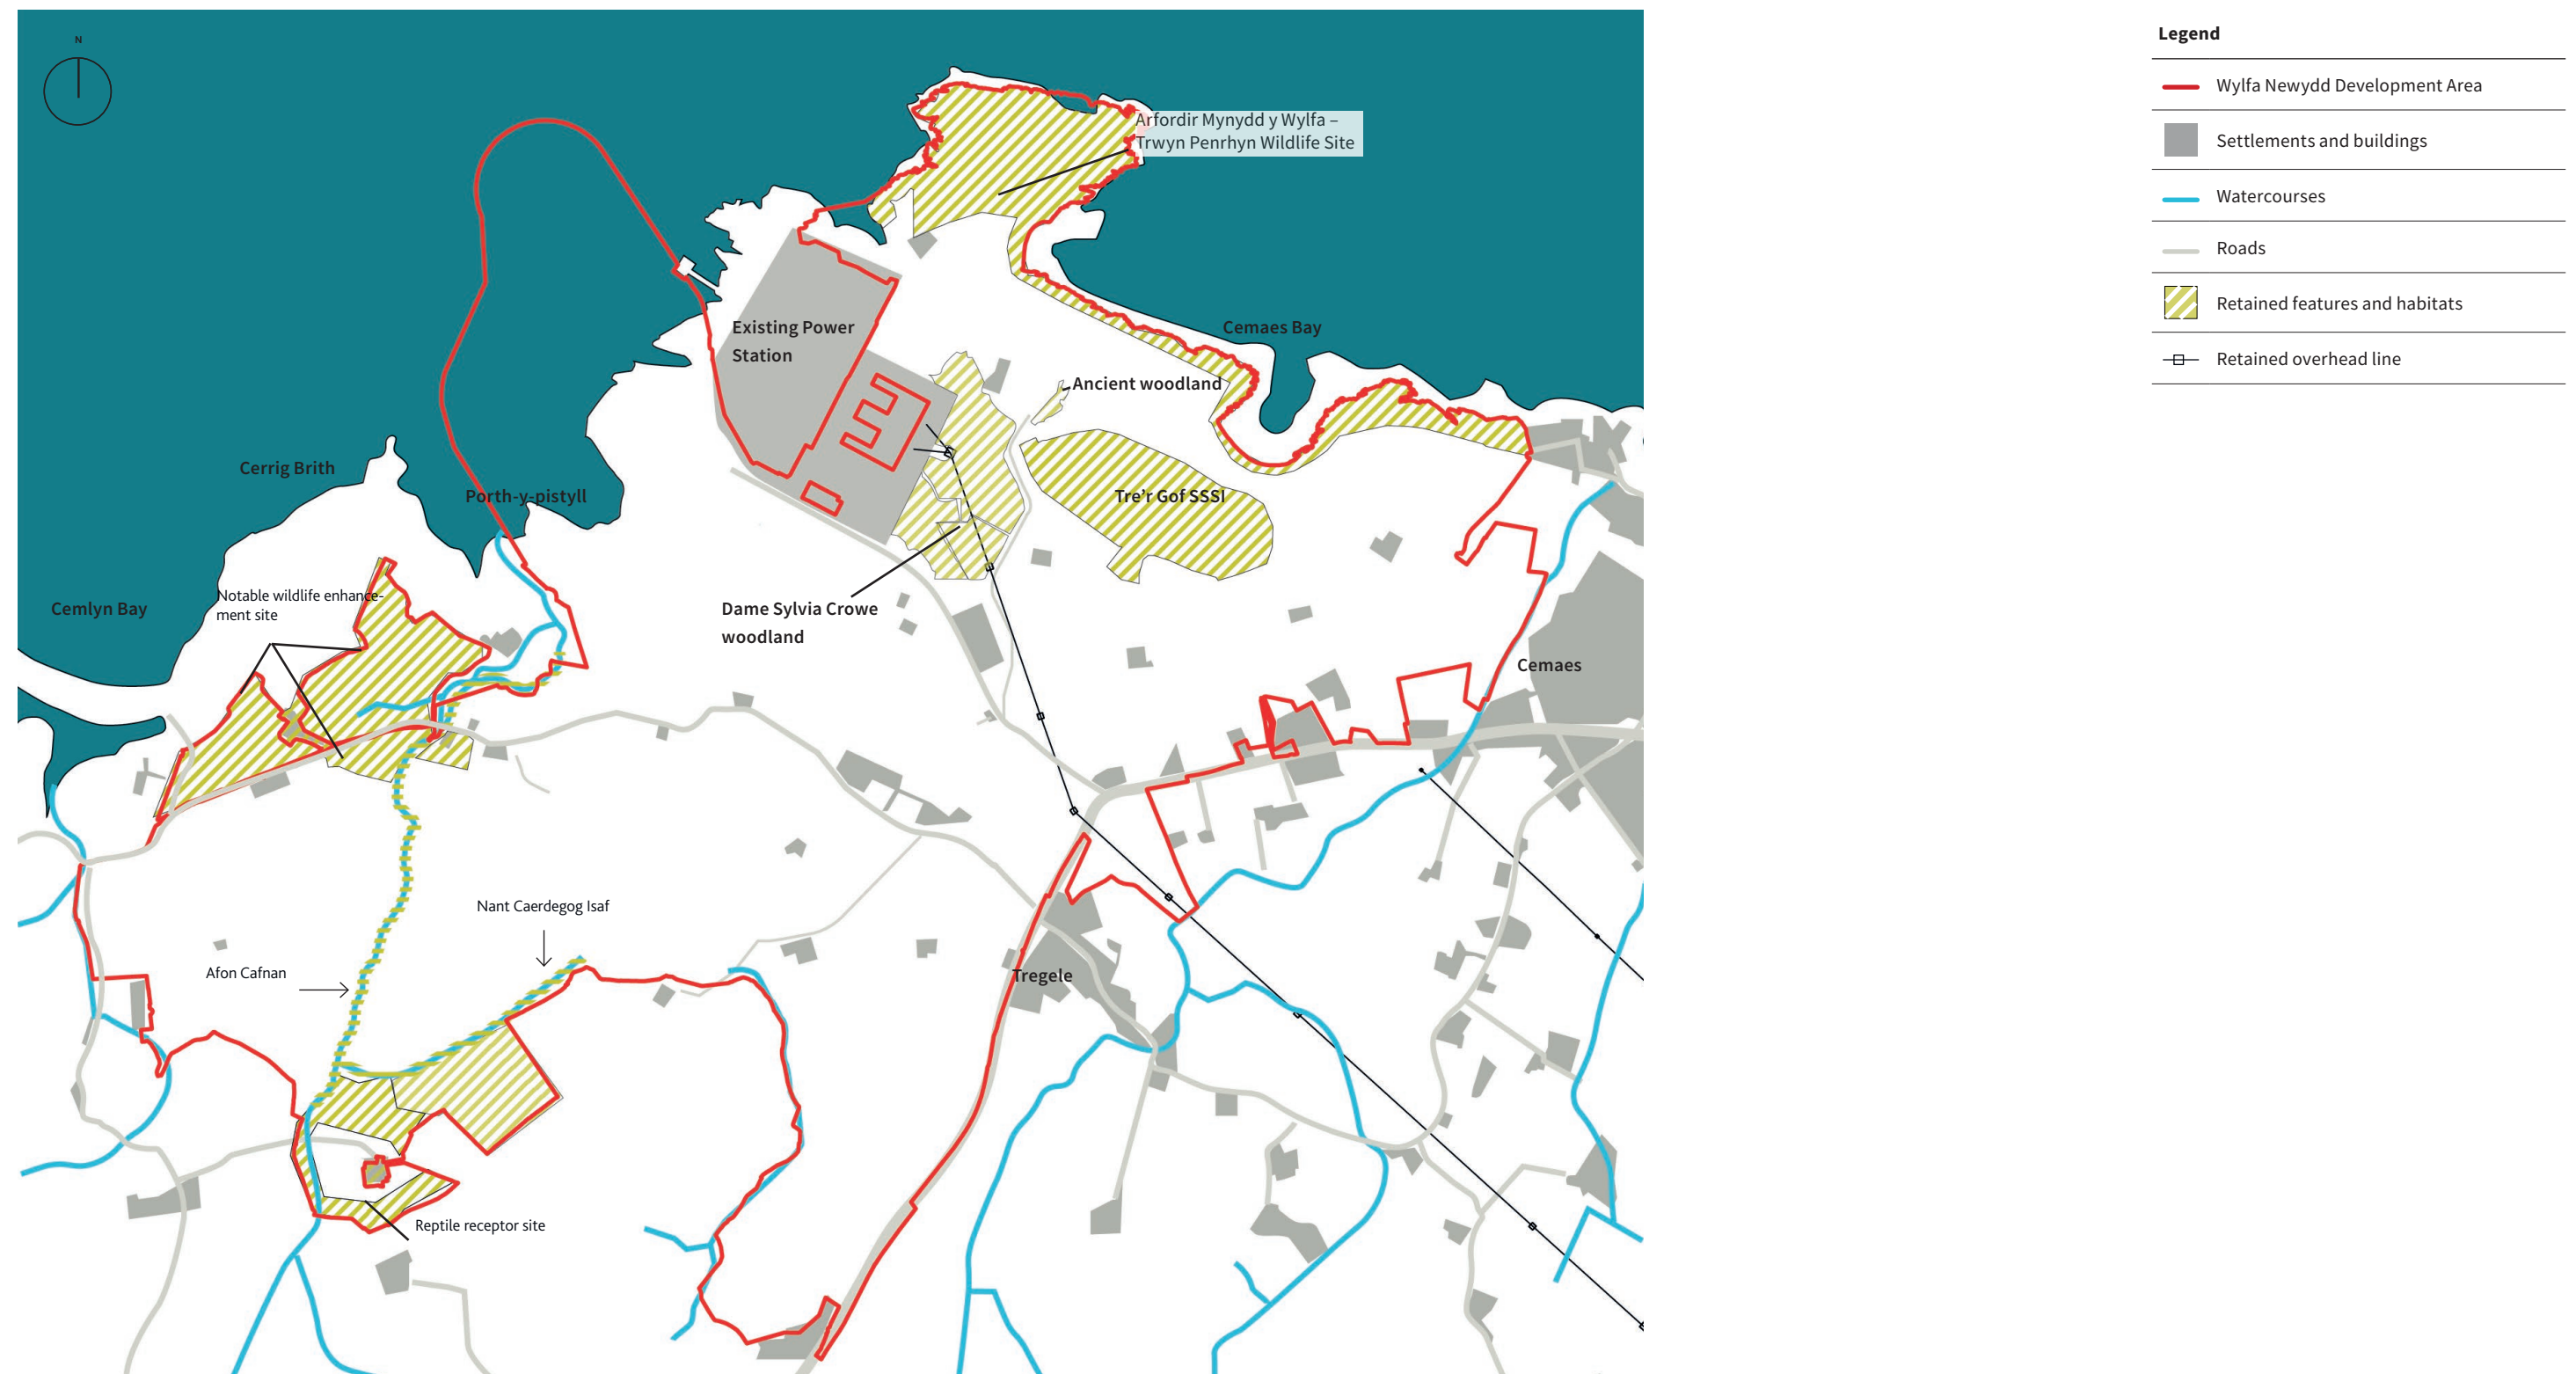 N
Arfordir Mynydd y Wylfa –
Trwyn Penrhyn Wildlife Site
Existing Power
Station
Cemaes Bay
Ancient woodland
Cerrig Brith
Porth-y-pistyll
Tre'r Gof SSSI
Notable wildlife enhance-
ment site
Cemlyn Bay
Dame Sylvia Crowe
woodland
Cemaes
Nant Caerdegog Isaf
Afon Cafnan
Tregele
Reptile receptor site
Legend
Wylfa Newydd Development Area
Settlements and buildings
Watercourses
Roads
Retained features and habitats
Retained overhead line